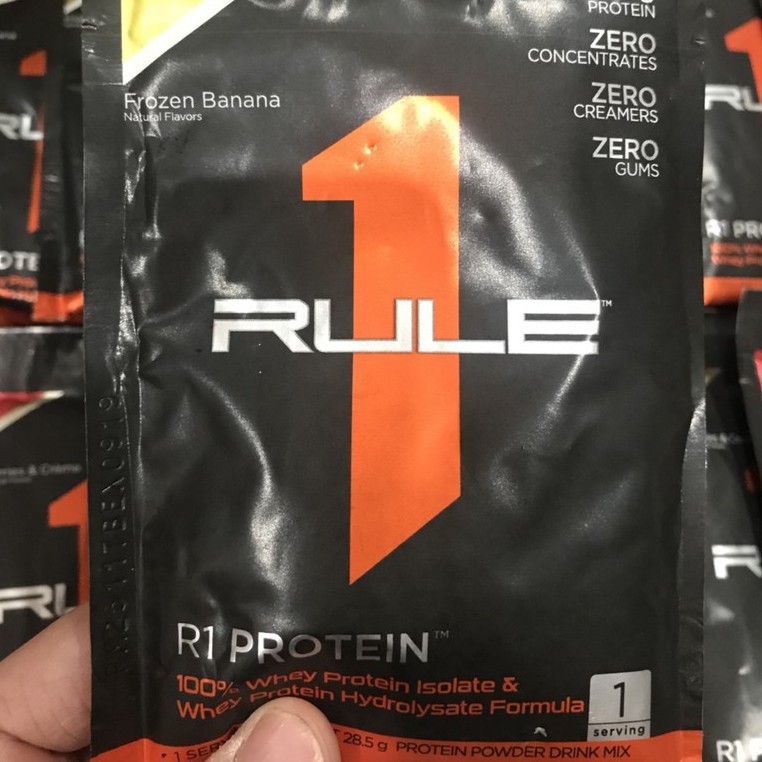 PROTEIN
ZERO
CONCENTRATES
ZERO
CREAMERS
ZERO
GUMS
Frozen Banana
Natural Flavors
1
RULE™
R1 PROTEIN™
100% Whey Protein Isolate &
Whey Protein Hydrolysate Formula
1
serving
28.5 g PROTEIN POWDER DRINK MIX